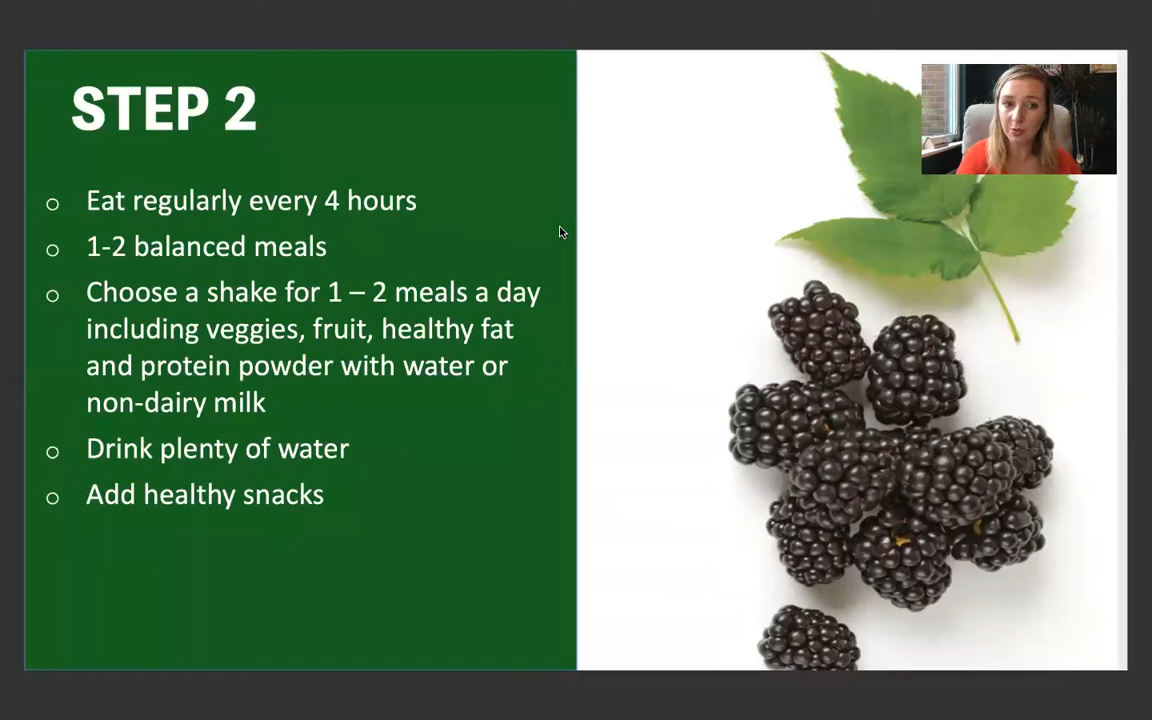 STEP 2
o Eat regularly every 4 hours
o 1-2 balanced meals
o Choose a shake for 1 – 2 meals a day
including veggies, fruit, healthy fat
and protein powder with water or
non-dairy milk
o Drink plenty of water
o Add healthy snacks